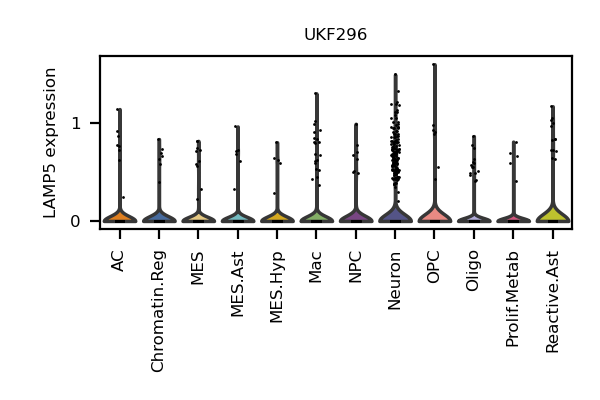 UKF296
LAMP5 expression
1
0
AC
Chromatin.Reg
MES
MES.Ast
MES.Hyp
Mac
NPC
Neuron
OPC
Oligo
Prolif.Metab
Reactive.Ast